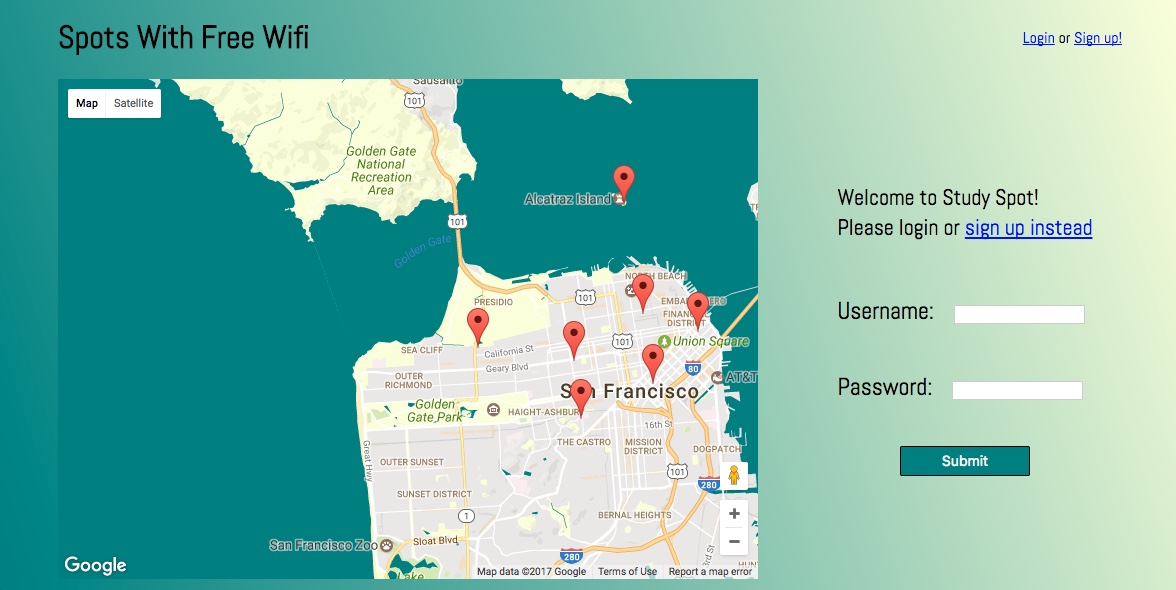 Spots With Free Wifi
Login or Sign up!
Map Satellite
Sausalito
101
Golden Gate
National
Recreation
Area
Alcatraz Island
101
Golden Gate
NORTH BEACH
PRESIDIO
101
FINANCIAL
DISTRICT
SEA CLIFF
California St
101
Union Square
Geary Blvd
80
OUTER
RICHMOND
AT&T
San Francisco
Golden
Gate Park
HAIGHT-ASHBURY
16th St
Great Hwy
THE CASTRO
MISSION
DISTRICT
DOGPATCH
OUTER SUNSET
101
280
SUNSET DISTRICT
1
BERNAL HEIGHTS
San Francisco Zoo
Sloat Blvd
280
3rd St
Google
Lake
Map data ©2017 Google Terms of Use Report a map error
Welcome to Study Spot!
Please login or sign up instead
Username:
Password:
Submit